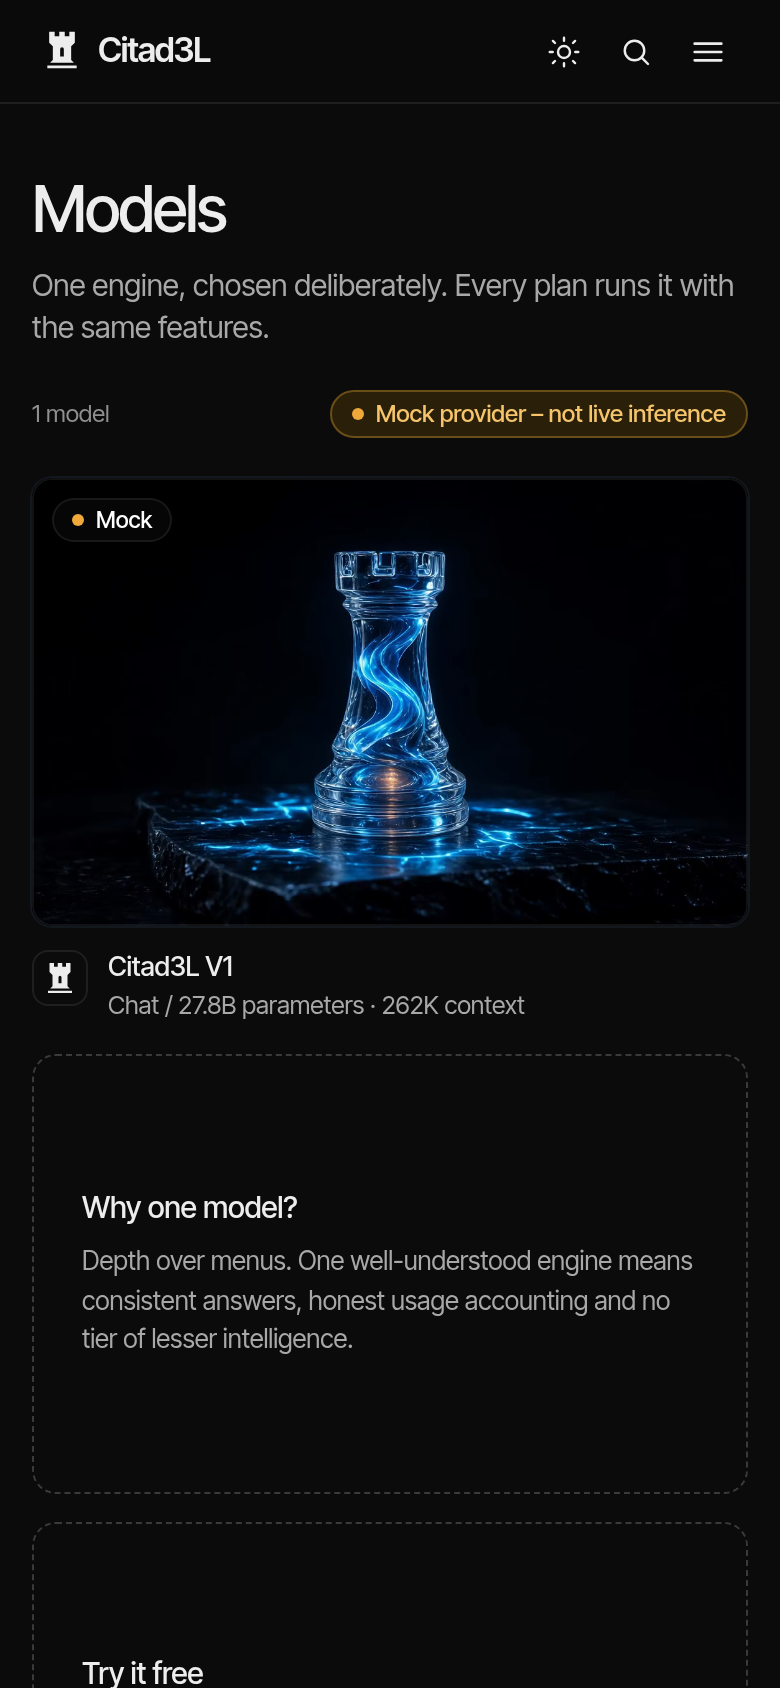 Citad3L
Models
One engine, chosen deliberately. Every plan runs it with
the same features.
1 model
Mock provider – not live inference
Mock
Citad3L V1
Chat / 27.8B parameters · 262K context
Why one model?
Depth over menus. One well-understood engine means
consistent answers, honest usage accounting and no
tier of lesser intelligence.
Try it free